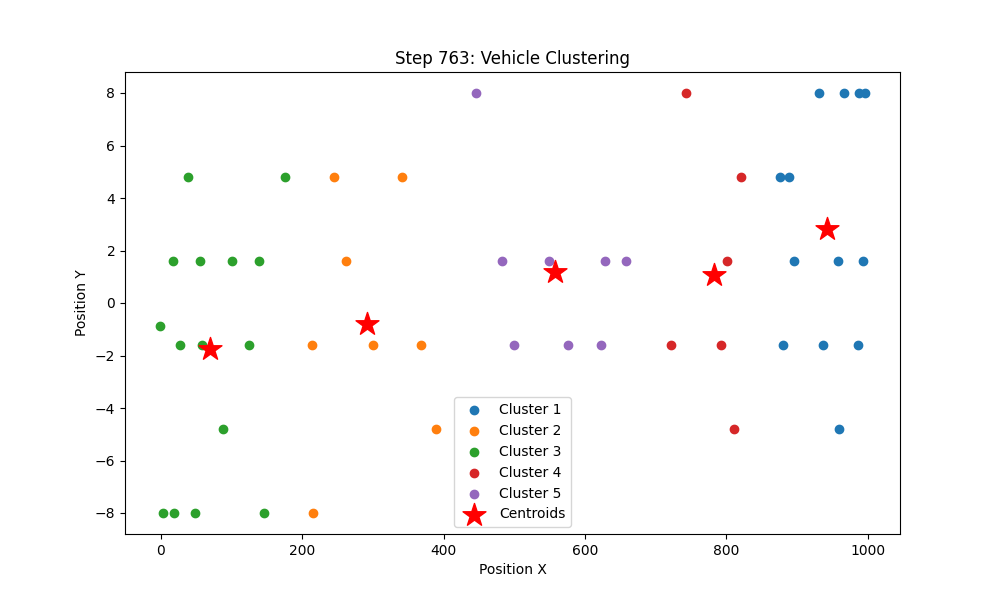 Step 763: Vehicle Clustering
Position Y
8
6
4
2
0
−2
−4
−6
−8
Cluster 1
Cluster 2
Cluster 3
Cluster 4
Cluster 5
Centroids
0 200 400 600 800 1000
Position X